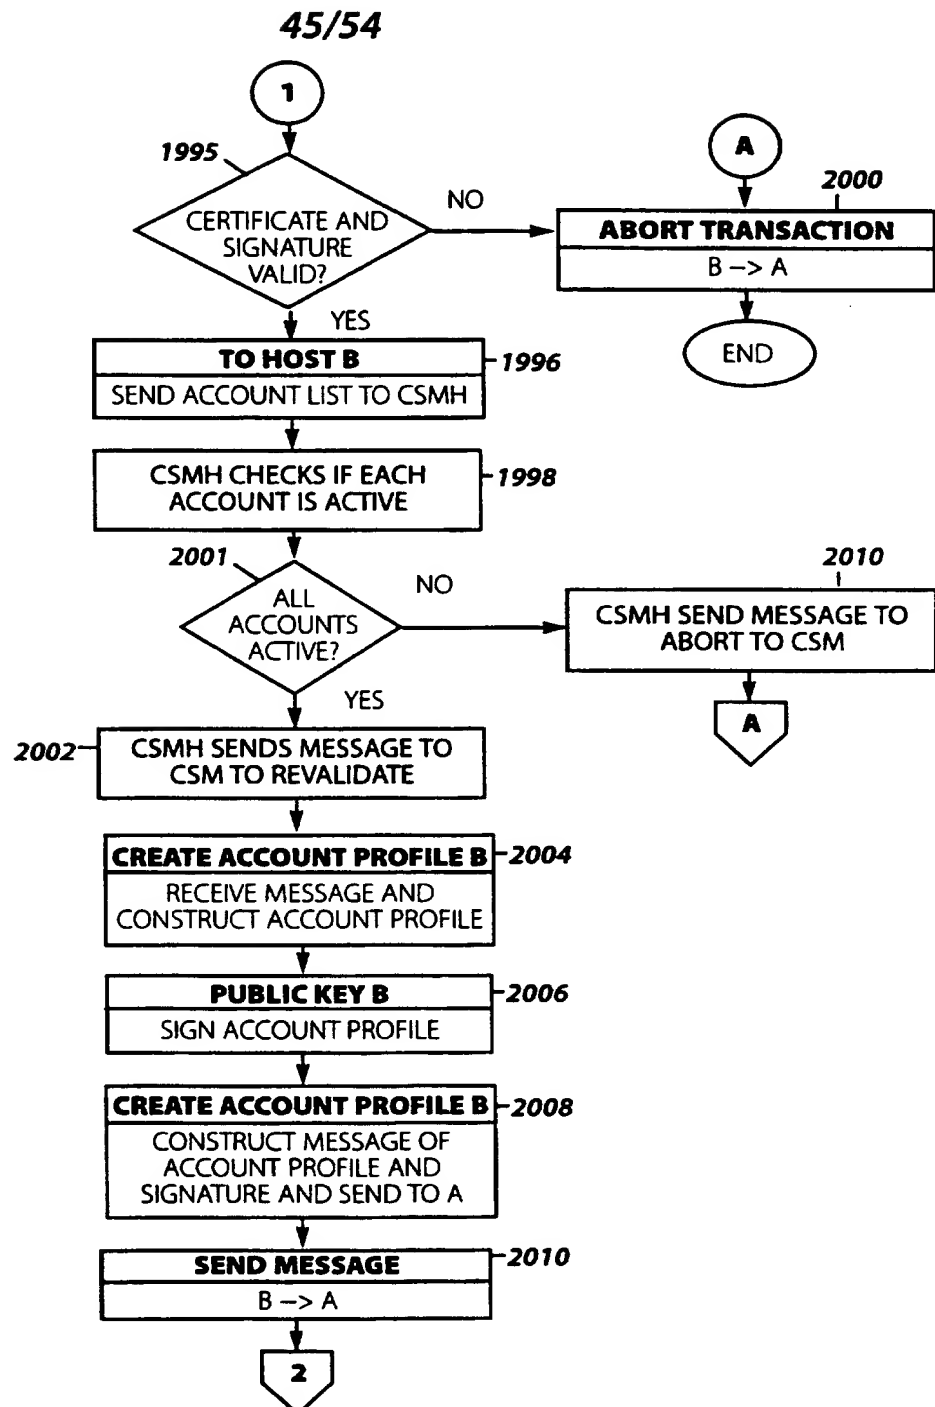 45/54
1
1995
CERTIFICATE AND
SIGNATURE
VALID?
NO
YES
A
2000
ABORT TRANSACTION
B –> A
END
TO HOST B
1996
SEND ACCOUNT LIST TO CSMH
CSMH CHECKS IF EACH
ACCOUNT IS ACTIVE
1998
2001
ALL
ACCOUNTS
ACTIVE?
NO
YES
2010
CSMH SEND MESSAGE TO
ABORT TO CSM
A
2002
CSMH SENDS MESSAGE TO
CSM TO REVALIDATE
CREATE ACCOUNT PROFILE B
2004
RECEIVE MESSAGE AND
CONSTRUCT ACCOUNT PROFILE
PUBLIC KEY B
2006
SIGN ACCOUNT PROFILE
CREATE ACCOUNT PROFILE B
2008
CONSTRUCT MESSAGE OF
ACCOUNT PROFILE AND
SIGNATURE AND SEND TO A
SEND MESSAGE
2010
B –> A
2